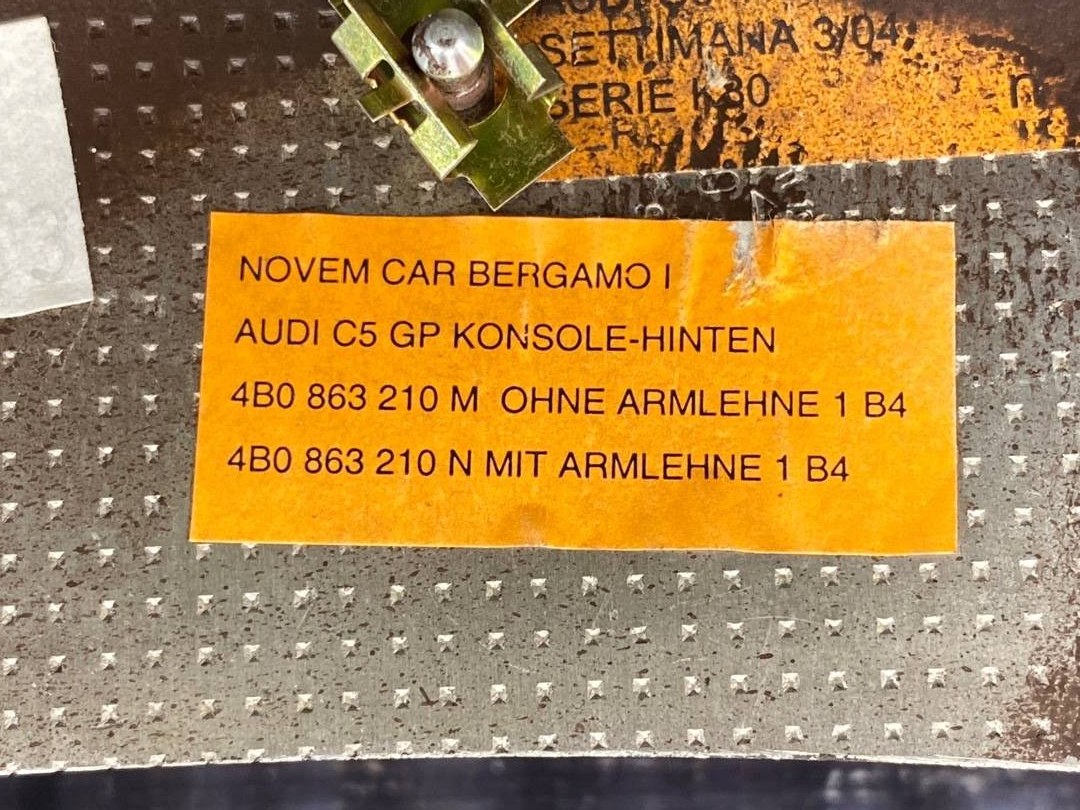 SETTIMANA 3/04
SERIE K30
NOVEM CAR BERGAMO I
AUDI C5 GP KONSOLE-HINTEN
4B0 863 210 M OHNE ARMLEHNE 1 B4
4B0 863 210 N MIT ARMLEHNE 1 B4